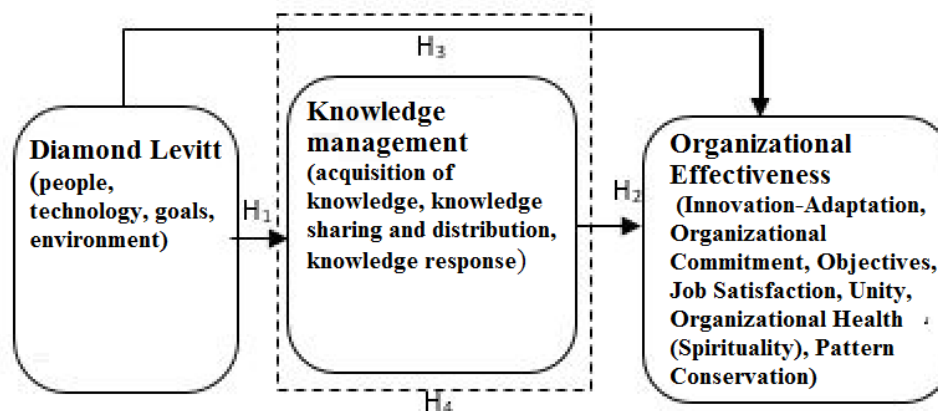 H₃
Diamond Levitt
(people,
technology, goals,
environment)
H₁
Knowledge
management
(acquisition of
knowledge, knowledge
sharing and distribution,
knowledge response)
H₂
Organizational
Effectiveness
(Innovation-Adaptation,
Organizational
Commitment, Objectives,
Job Satisfaction, Unity,
Organizational Health
(Spirituality), Pattern
Conservation)
H₄